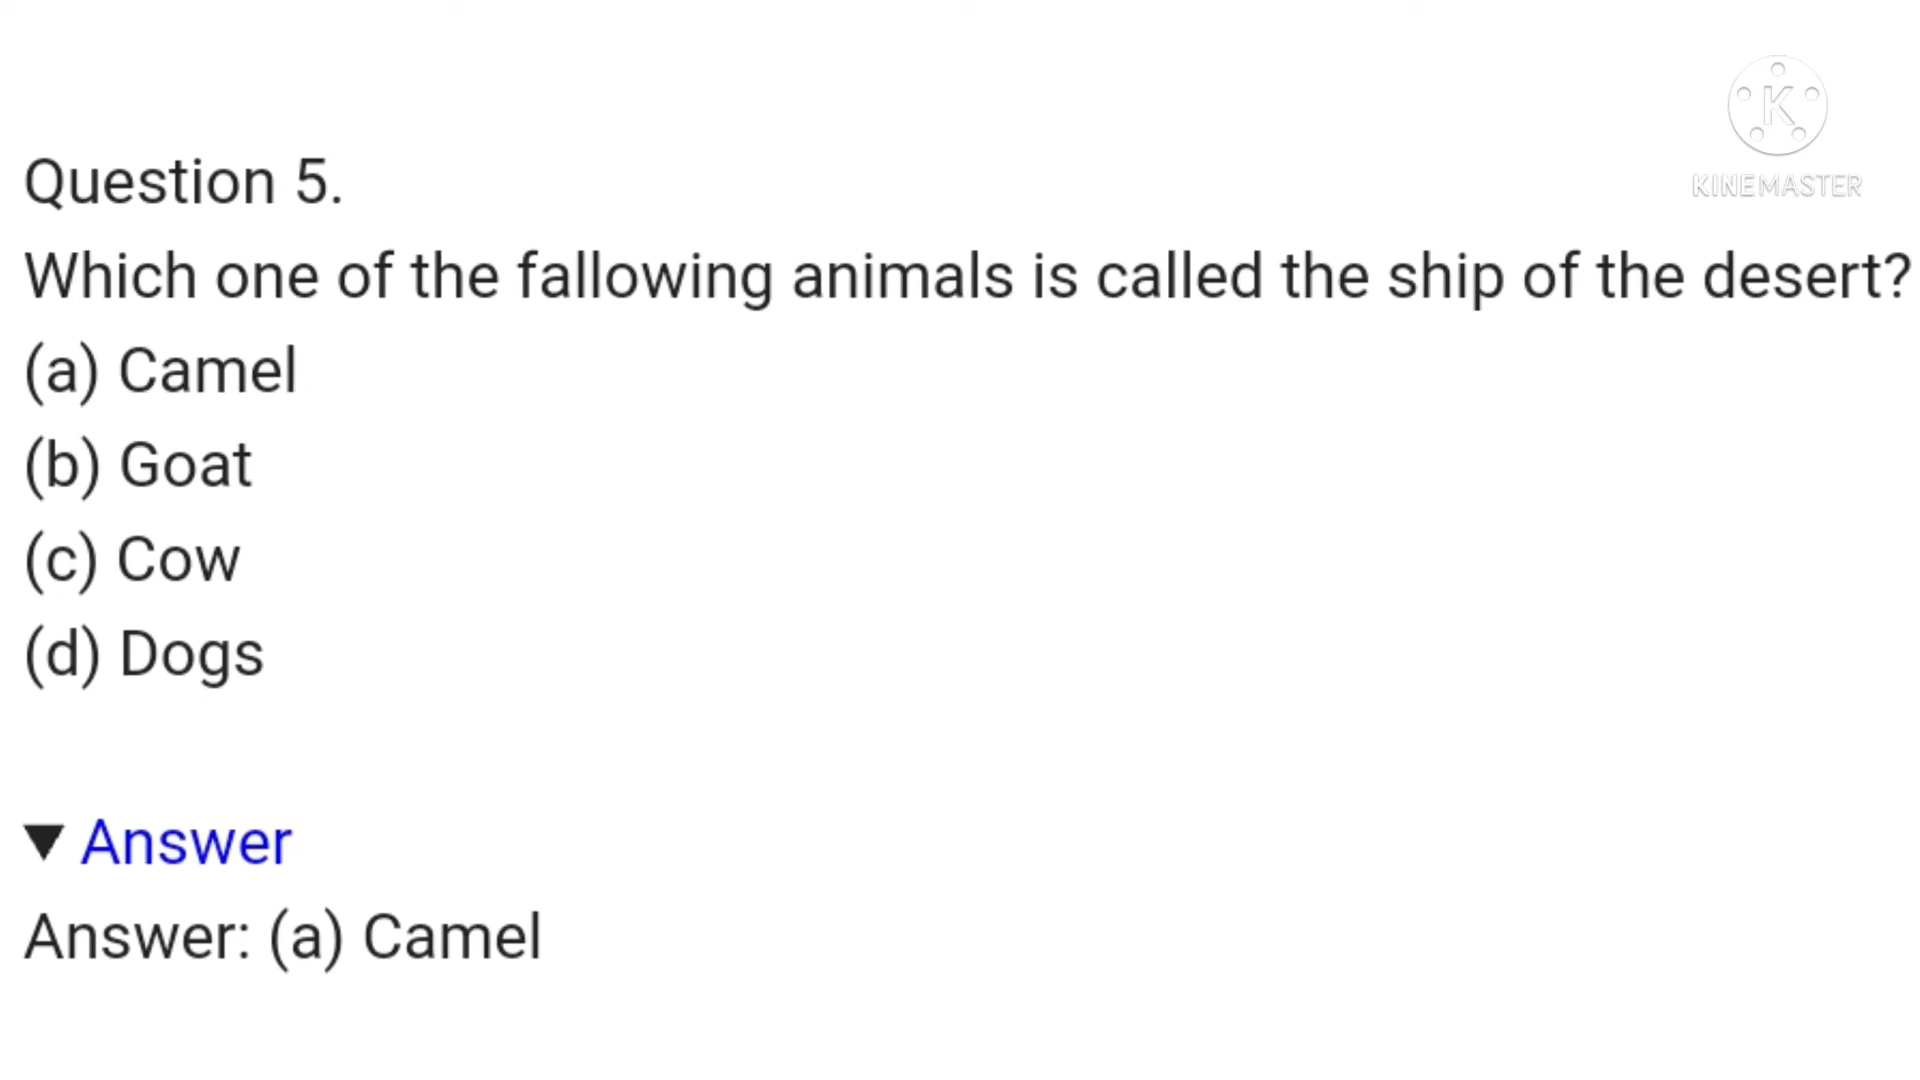 K
KINEMASTER
Question 5.
Which one of the fallowing animals is called the ship of the desert?
(a) Camel
(b) Goat
(c) Cow
(d) Dogs
▼ Answer
Answer: (a) Camel